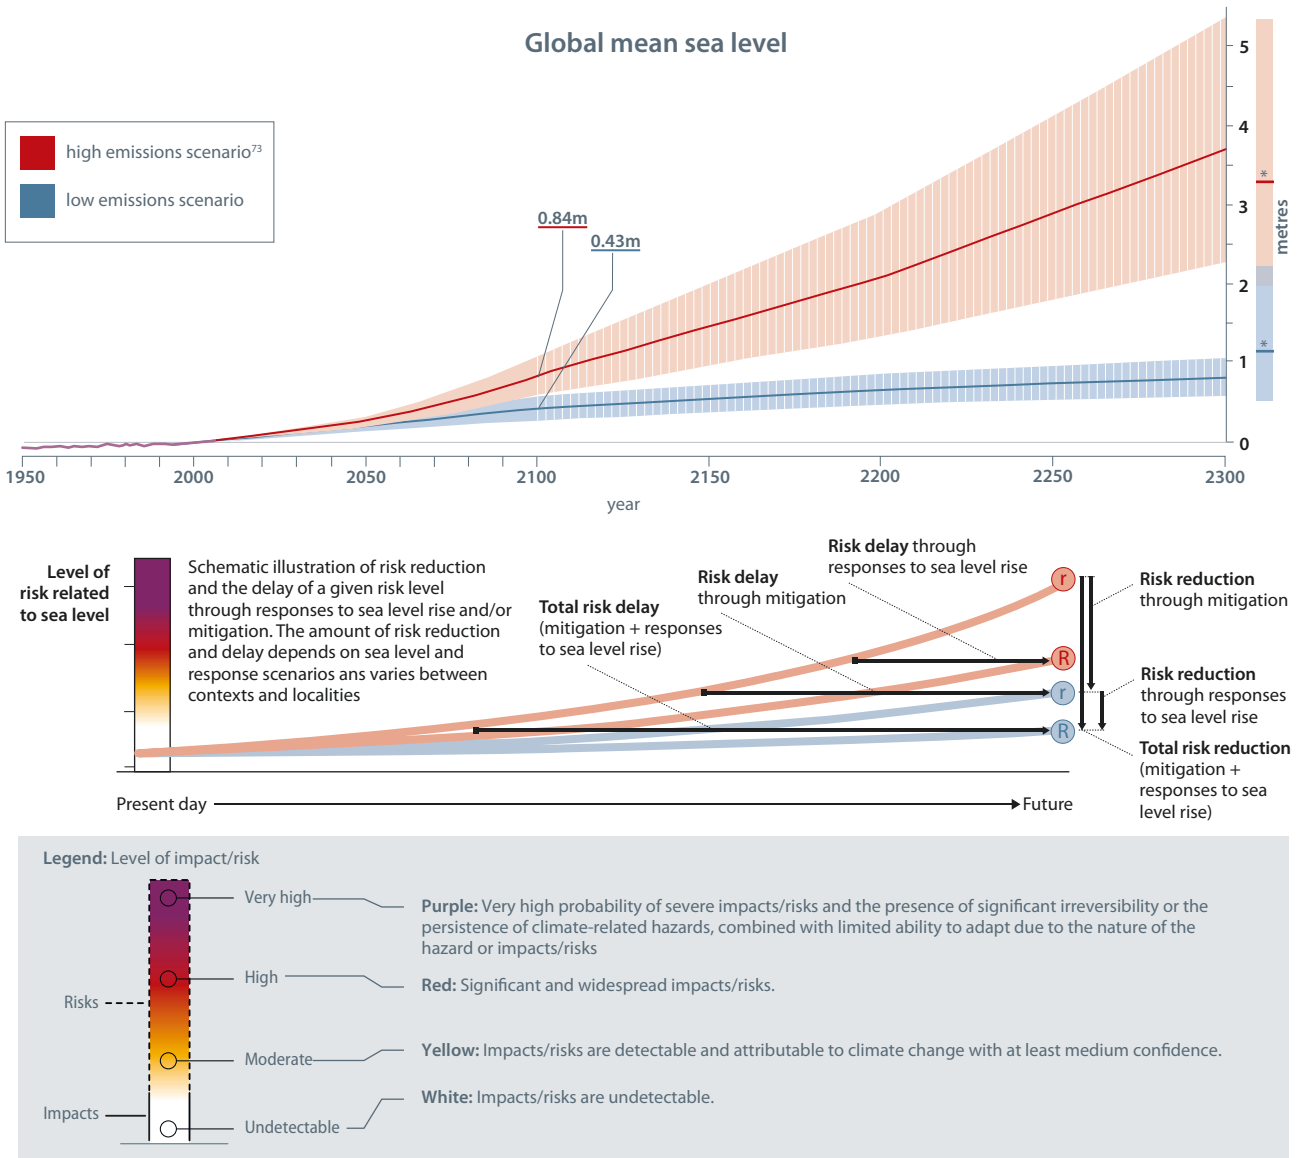 Global mean sea level
high emissions scenario73
low emissions scenario
0.84m
0.43m
5
4
3
2
1
0
metres
*
*
1950 2000 2050 2100 2150 2200 2250 2300
year
Level of
risk related
to sea level
Schematic illustration of risk reduction
and the delay of a given risk level
through responses to sea level rise and/or
mitigation. The amount of risk reduction
and delay depends on sea level and
response scenarios ans varies between
contexts and localities
Total risk delay
(mitigation + responses
to sea level rise)
Risk delay
through mitigation
Risk delay through
responses to sea level rise
r
R
r
R
Risk reduction
through mitigation
Risk reduction
through responses
to sea level rise
Total risk reduction
(mitigation +
responses to sea
level rise)
Present day
Future
Legend: Level of impact/risk
Risks
Impacts
Very high
High
Moderate
Undetectable
Purple: Very high probability of severe impacts/risks and the presence of significant irreversibility or the
persistence of climate-related hazards, combined with limited ability to adapt due to the nature of the
hazard or impacts/risks
Red: Significant and widespread impacts/risks.
Yellow: Impacts/risks are detectable and attributable to climate change with at least medium confidence.
White: Impacts/risks are undetectable.